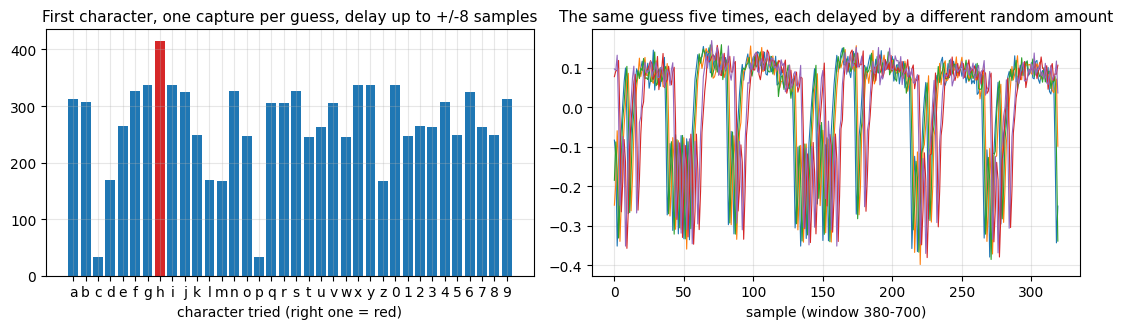 First character, one capture per guess, delay up to +/-8 samples
400
300
200
100
0
a b c d e f g h i j k l m n o p q r s t u v w x y z 0 1 2 3 4 5 6 7 8 9
character tried (right one = red)
The same guess five times, each delayed by a different random amount
0.1
0.0
−0.1
−0.2
−0.3
−0.4
0 50 100 150 200 250 300
sample (window 380-700)